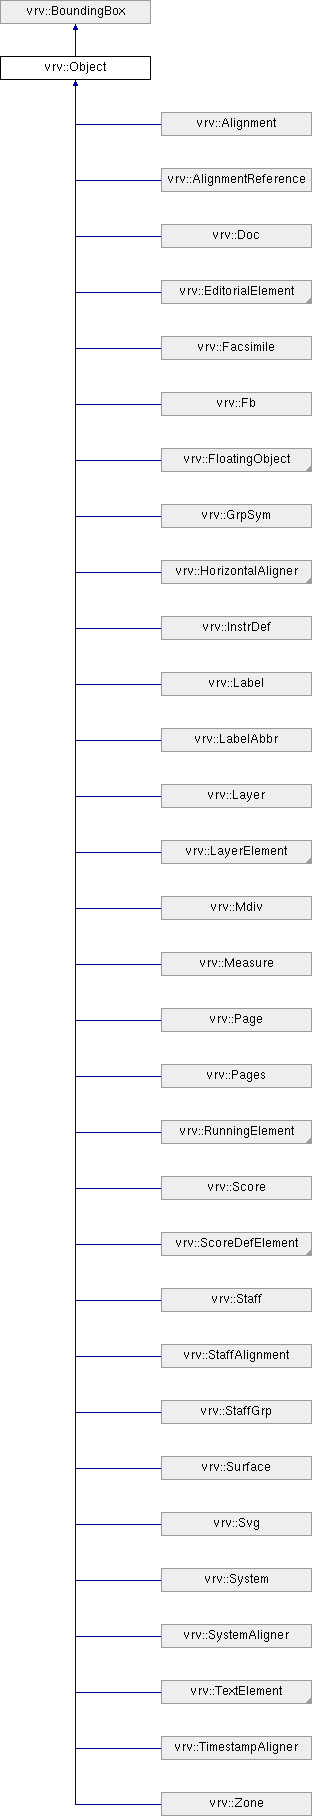 vrv::BoundingBox
vrv::Object
vrv::Alignment
vrv::AlignmentReference
vrv::Doc
vrv::EditorialElement
vrv::Facsimile
vrv::Fb
vrv::FloatingObject
vrv::GrpSym
vrv::HorizontalAligner
vrv::InstrDef
vrv::Label
vrv::LabelAbbr
vrv::Layer
vrv::LayerElement
vrv::Mdiv
vrv::Measure
vrv::Page
vrv::Pages
vrv::RunningElement
vrv::Score
vrv::ScoreDefElement
vrv::Staff
vrv::StaffAlignment
vrv::StaffGrp
vrv::Surface
vrv::Svg
vrv::System
vrv::SystemAligner
vrv::TextElement
vrv::TimestampAligner
vrv::Zone